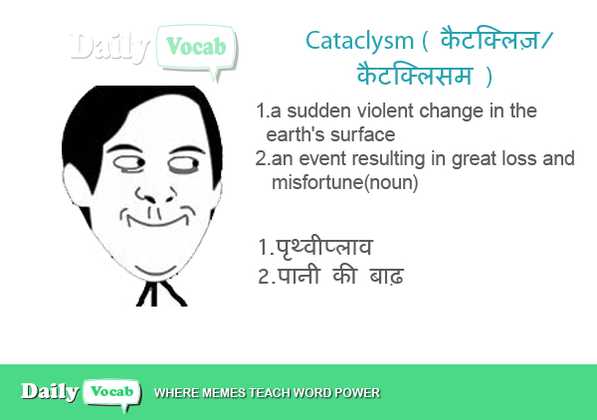 Daily Vocab
Cataclysm ( कैटक्लिज़/
कैटक्लिसम )
1.a sudden violent change in the
earth's surface
2.an event resulting in great loss and
misfortune(noun)
1.पृथ्वीप्लाव
2.पानी की बाढ़
Daily Vocab WHERE MEMES TEACH WORD POWER